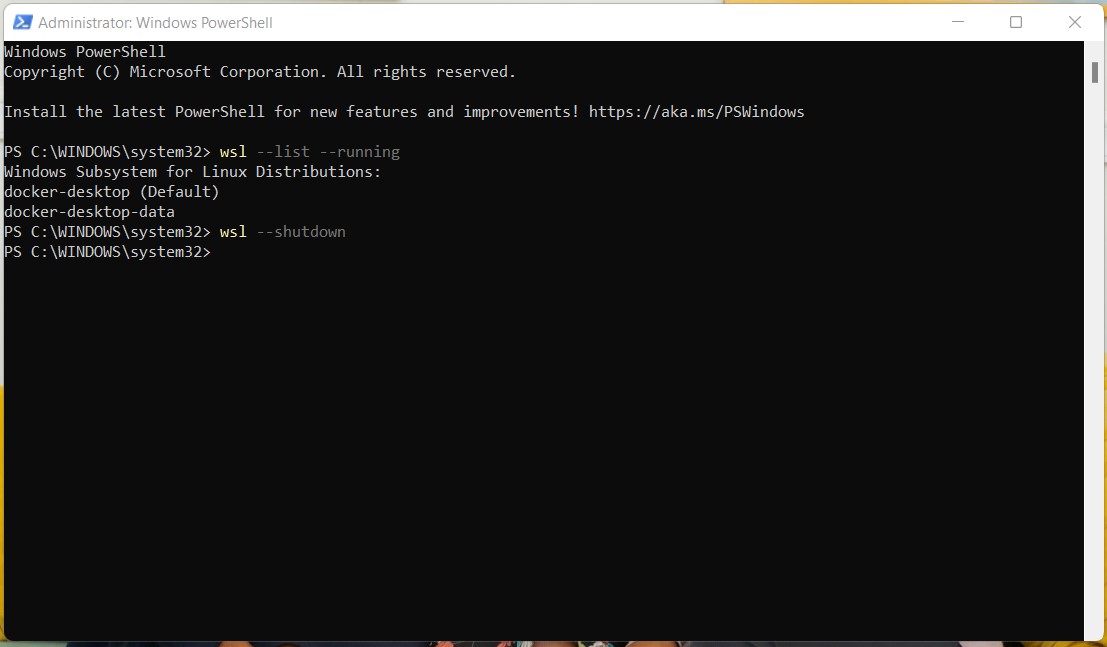 Administrator: Windows PowerShell
Windows PowerShell
Copyright (C) Microsoft Corporation. All rights reserved.
Install the latest PowerShell for new features and improvements! https://aka.ms/PSWindows
PS C:\WINDOWS\system32> wsl --list --running
Windows Subsystem for Linux Distributions:
docker-desktop (Default)
docker-desktop-data
PS C:\WINDOWS\system32> wsl --shutdown
PS C:\WINDOWS\system32>